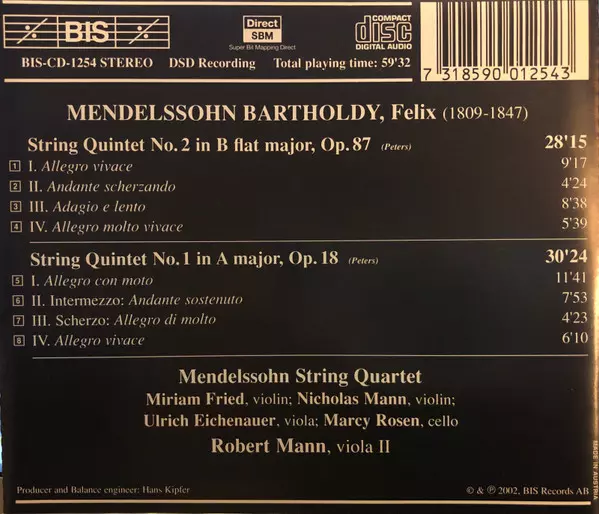 BIS
Direct
SBM
Super Bit Mapping Direct
COMPACT
disc
DIGITAL AUDIO
BIS-CD-1254 STEREO DSD Recording Total playing time: 59'32
7 318590 012543
MENDELSSOHN BARTHOLDY, Felix (1809-1847)
String Quintet No. 2 in B flat major, Op. 87 (Peters) 28'15
1 I. Allegro vivace 9'17
2 II. Andante scherzando 4'24
3 III. Adagio e lento 8'38
4 IV. Allegro molto vivace 5'39
String Quintet No. 1 in A major, Op. 18 (Peters) 30'24
5 I. Allegro con moto 11'41
6 II. Intermezzo: Andante sostenuto 7'53
7 III. Scherzo: Allegro di molto 4'23
8 IV. Allegro vivace 6'10
Mendelssohn String Quartet
Miriam Fried, violin; Nicholas Mann, violin;
Ulrich Eichenauer, viola; Marcy Rosen, cello
Robert Mann, viola II
Producer and Balance engineer: Hans Kipfer
© & ℗ 2002, BIS Records AB
MADE IN AUSTRIA